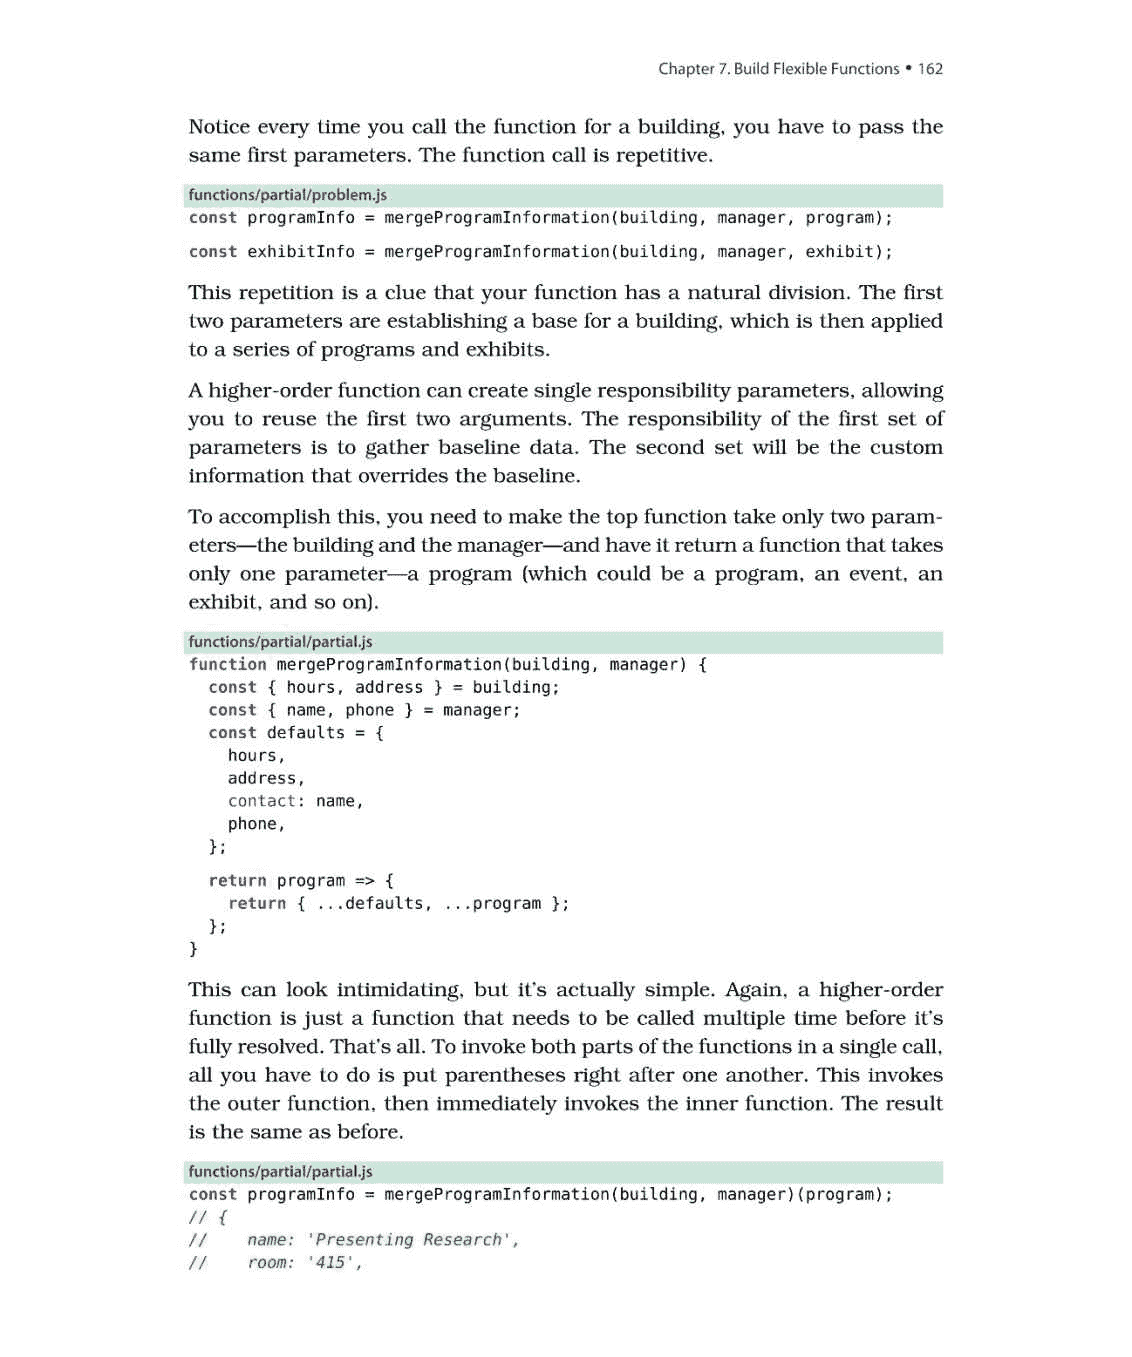 Chapter 7. Build Flexible Functions • 162
Notice every time you call the function for a building, you have to pass the
same first parameters. The function call is repetitive.
functions/partial/problem.js
const programInfo = mergeProgramInformation(building, manager, program);
const exhibitInfo = mergeProgramInformation(building, manager, exhibit);
This repetition is a clue that your function has a natural division. The first
two parameters are establishing a base for a building, which is then applied
to a series of programs and exhibits.
A higher-order function can create single responsibility parameters, allowing
you to reuse the first two arguments. The responsibility of the first set of
parameters is to gather baseline data. The second set will be the custom
information that overrides the baseline.
To accomplish this, you need to make the top function take only two param-
eters—the building and the manager—and have it return a function that takes
only one parameter—a program (which could be a program, an event, an
exhibit, and so on).
functions/partial/partial.js
function mergeProgramInformation(building, manager) {
  const { hours, address } = building;
  const { name, phone } = manager;
  const defaults = {
    hours,
    address,
    contact: name,
    phone,
  };
  return program => {
    return { ...defaults, ...program };
  };
}
This can look intimidating, but it's actually simple. Again, a higher-order
function is just a function that needs to be called multiple time before it's
fully resolved. That's all. To invoke both parts of the functions in a single call,
all you have to do is put parentheses right after one another. This invokes
the outer function, then immediately invokes the inner function. The result
is the same as before.
functions/partial/partial.js
const programInfo = mergeProgramInformation(building, manager)(program);
// {
//    name: 'Presenting Research',
//    room: '415',